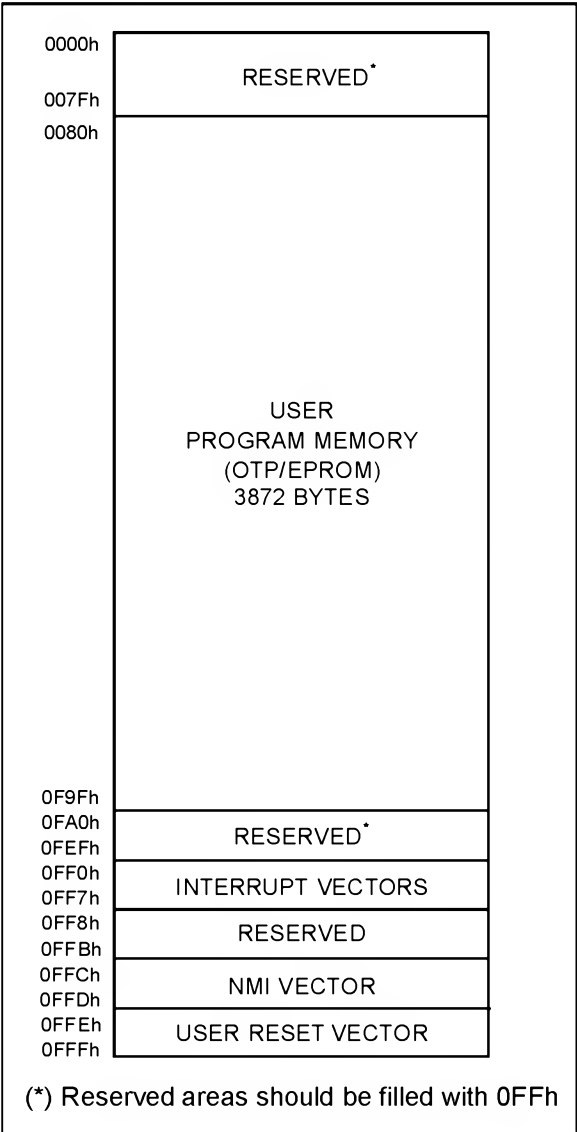 0000h
RESERVED*
007Fh
0080h
USER
PROGRAM MEMORY
(OTP/EPROM)
3872 BYTES
0F9Fh
0FA0h
RESERVED*
0FEFh
0FF0h
INTERRUPT VECTORS
0FF7h
0FF8h
RESERVED
0FFBh
0FFCh
NMI VECTOR
0FFDh
0FFEh
USER RESET VECTOR
0FFFh
(*) Reserved areas should be filled with 0FFh